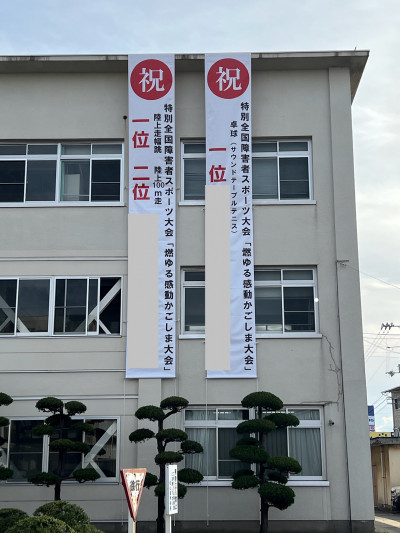 祝
特別全国障害者スポーツ大会「燃ゆる感動かごしま大会」
陸上走幅跳 一位
陸上100m走 二位
祝
特別全国障害者スポーツ大会「燃ゆる感動かごしま大会」
卓球（サウンドテーブルテニス）
一位
徐行